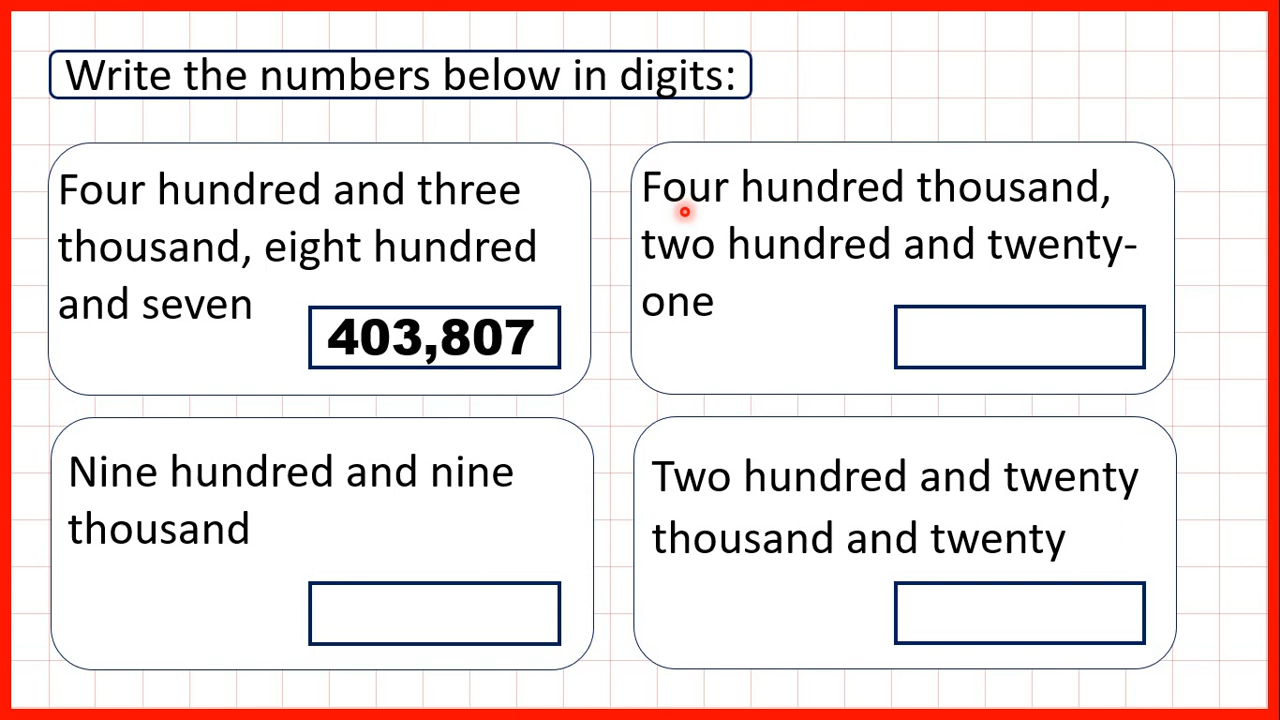 Write the numbers below in digits:
Four hundred and three
thousand, eight hundred
and seven
403,807
Four hundred thousand,
two hundred and twenty-
one
Nine hundred and nine
thousand
Two hundred and twenty
thousand and twenty